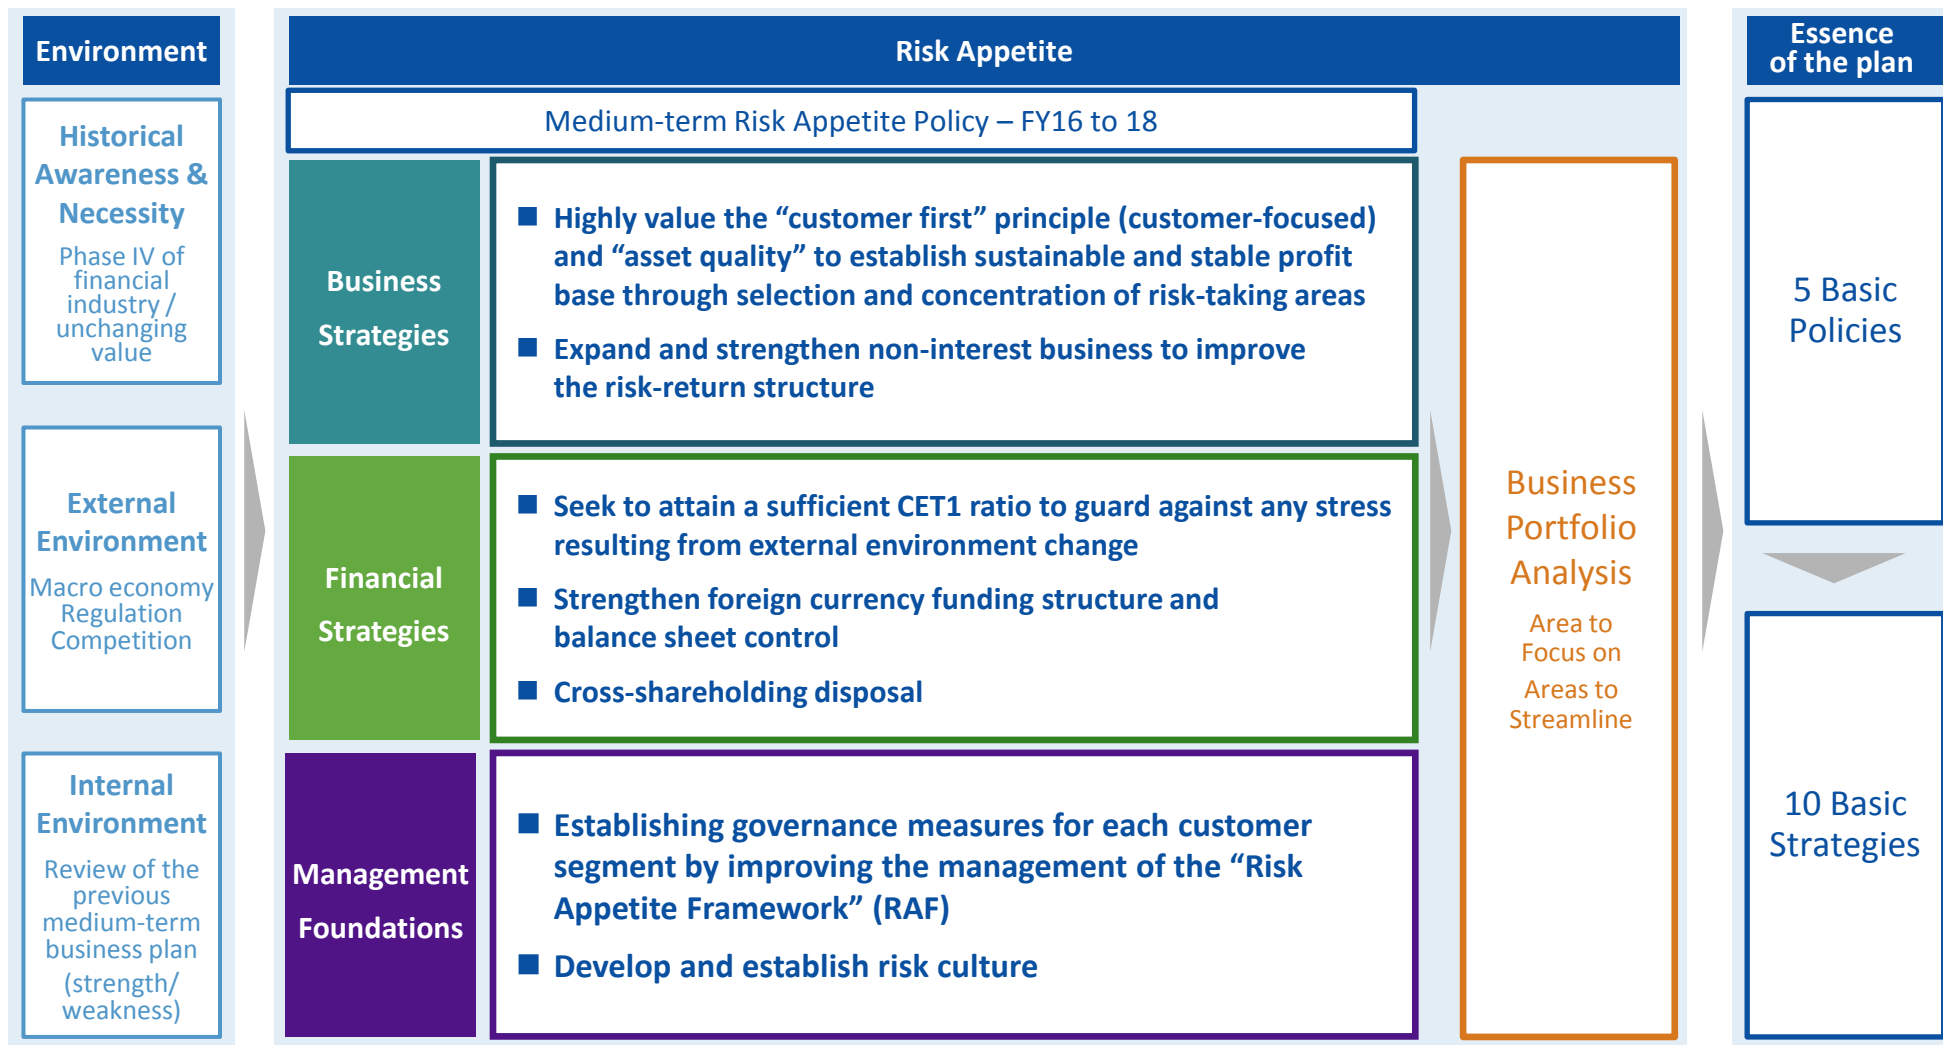 Environment
Historical
Awareness &
Necessity
Phase IV of
financial
industry /
unchanging
value
External
Environment
Macro economy
Regulation
Competition
Internal
Environment
Review of the
previous
medium-term
business plan
(strength/
weakness)
Risk Appetite
Medium-term Risk Appetite Policy – FY16 to 18
Business
Strategies
■ Highly value the “customer first” principle (customer-focused)
and “asset quality” to establish sustainable and stable profit
base through selection and concentration of risk-taking areas
■ Expand and strengthen non-interest business to improve
the risk-return structure
Financial
Strategies
■ Seek to attain a sufficient CET1 ratio to guard against any stress
resulting from external environment change
■ Strengthen foreign currency funding structure and
balance sheet control
■ Cross-shareholding disposal
Management
Foundations
■ Establishing governance measures for each customer
segment by improving the management of the “Risk
Appetite Framework” (RAF)
■ Develop and establish risk culture
Business
Portfolio
Analysis
Area to
Focus on
Areas to
Streamline
Essence
of the plan
5 Basic
Policies
10 Basic
Strategies